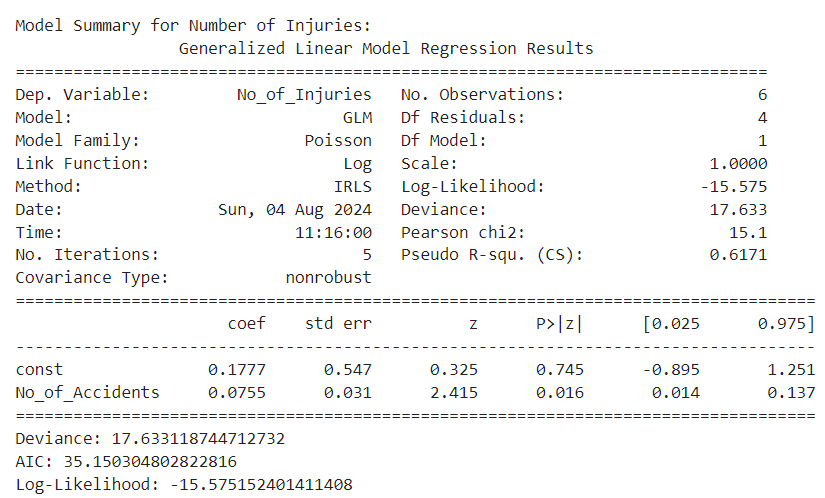 Model Summary for Number of Injuries:
Generalized Linear Model Regression Results
==============================================================================
Dep. Variable: No_of_Injuries No. Observations: 6
Model: GLM Df Residuals: 4
Model Family: Poisson Df Model: 1
Link Function: Log Scale: 1.0000
Method: IRLS Log-Likelihood: -15.575
Date: Sun, 04 Aug 2024 Deviance: 17.633
Time: 11:16:00 Pearson chi2: 15.1
No. Iterations: 5 Pseudo R-squ. (CS): 0.6171
Covariance Type: nonrobust
===================================================================================
coef std err z P>|z| [0.025 0.975]
-----------------------------------------------------------------------------------
const 0.1777 0.547 0.325 0.745 -0.895 1.251
No_of_Accidents 0.0755 0.031 2.415 0.016 0.014 0.137
===================================================================================
Deviance: 17.633118744712732
AIC: 35.150304802822816
Log-Likelihood: -15.575152401411408